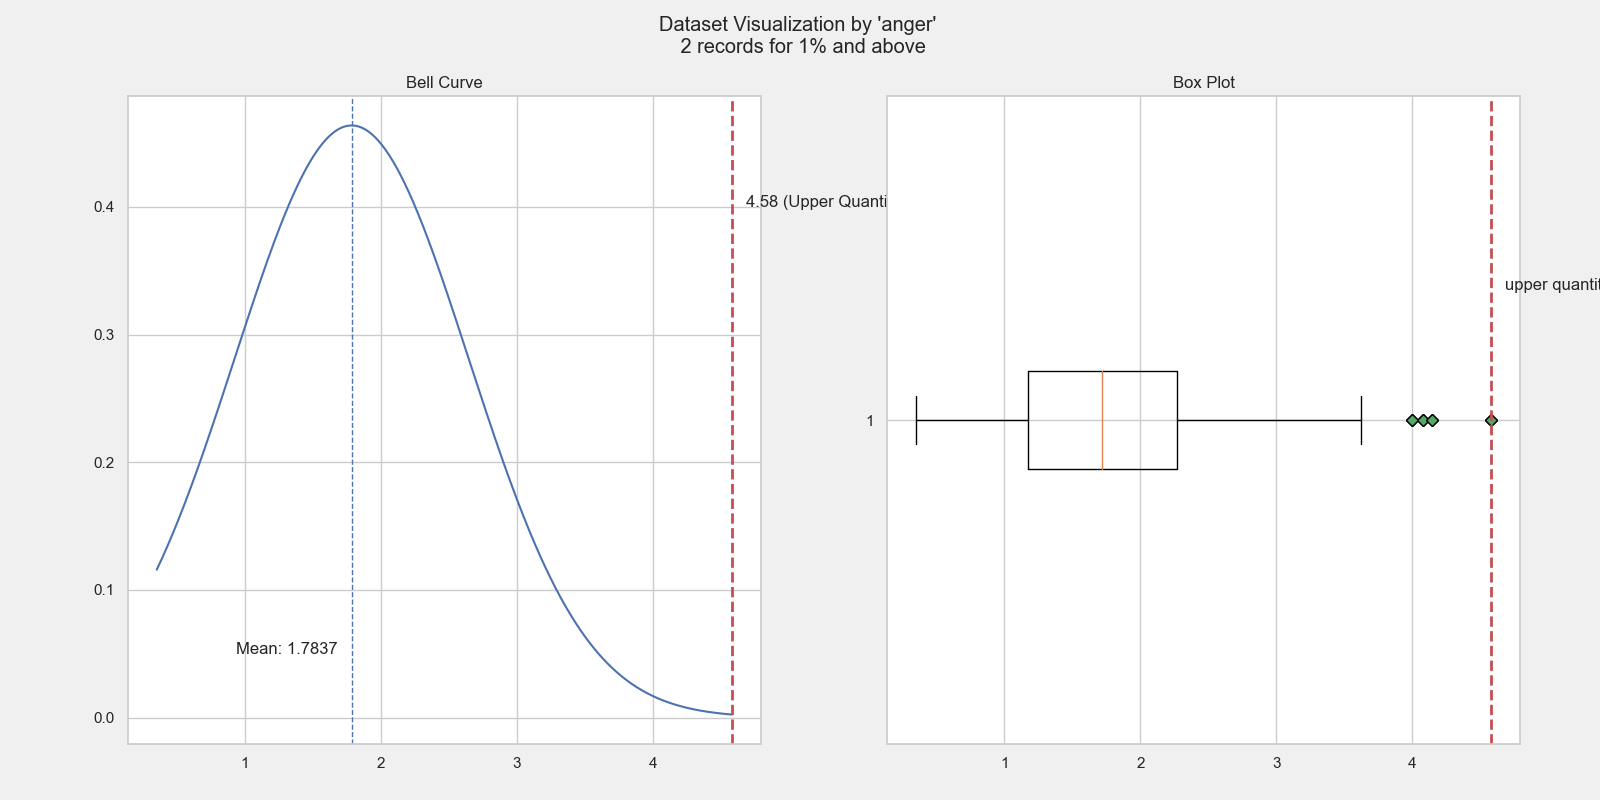 Dataset Visualization by 'anger'
2 records for 1% and above
Bell Curve
0.4
0.3
0.2
0.1
0.0
4.58 (Upper Quanti
Mean: 1.7837
1 2 3 4
Box Plot
upper quantit
1
1 2 3 4